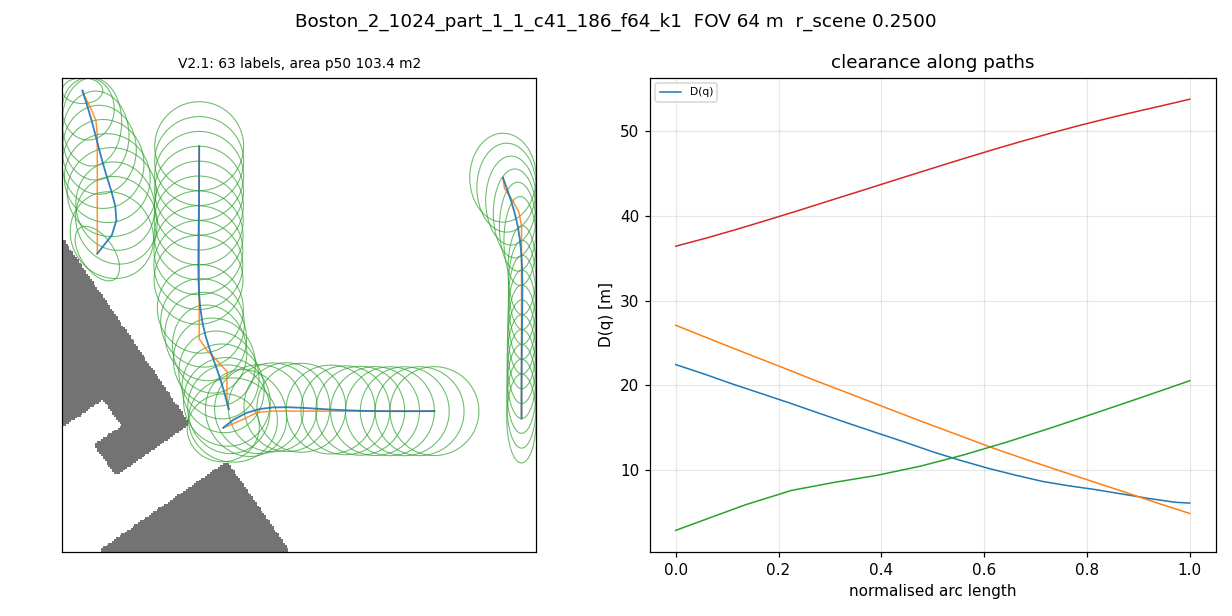 Boston_2_1024_part_1_1_c41_186_f64_k1  FOV 64 m  r_scene 0.2500
V2.1: 63 labels, area p50 103.4 m2
clearance along paths
D(q)
50
40
30
20
10
D(q) [m]
0.0 0.2 0.4 0.6 0.8 1.0
normalised arc length